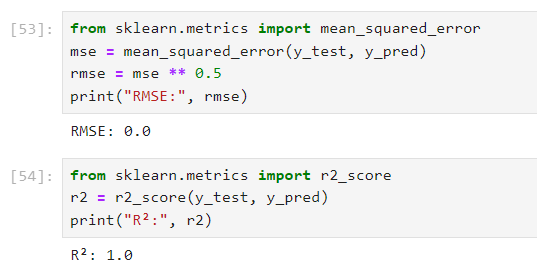 [53]: from sklearn.metrics import mean_squared_error
mse = mean_squared_error(y_test, y_pred)
rmse = mse ** 0.5
print("RMSE:", rmse)
RMSE: 0.0
[54]: from sklearn.metrics import r2_score
r2 = r2_score(y_test, y_pred)
print("R²:", r2)
R²: 1.0